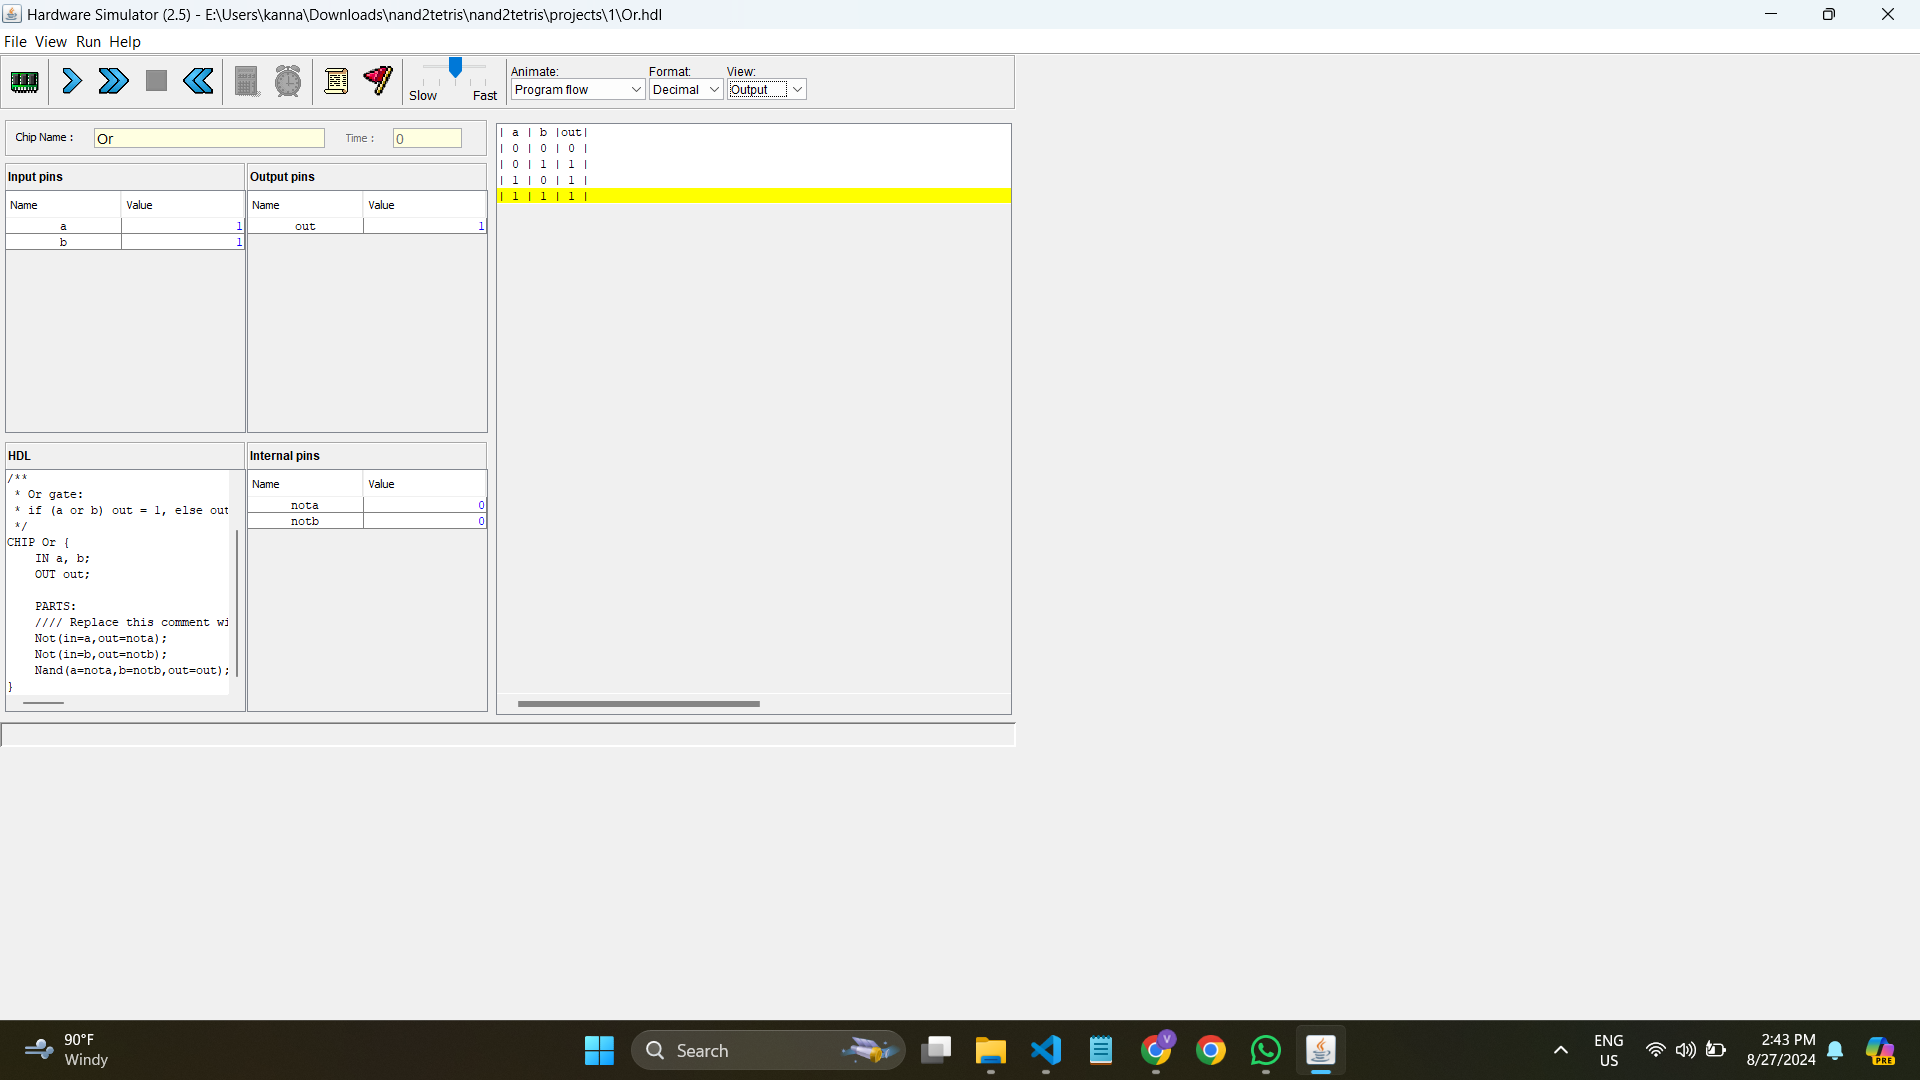 Hardware Simulator (2.5) - E:\Users\kanna\Downloads\nand2tetris\nand2tetris\projects\1\Or.hdl
File View Run Help
Slow Fast
Animate: Format: View:
Program flow Decimal Output
Chip Name : Or Time : 0
Input pins
Name Value
a 1
b 1
Output pins
Name Value
out 1
| a | b |out|
| 0 | 0 | 0 |
| 0 | 1 | 1 |
| 1 | 0 | 1 |
| 1 | 1 | 1 |
HDL
/**
* Or gate:
* if (a or b) out = 1, else out
*/
CHIP Or {
IN a, b;
OUT out;
PARTS:
//// Replace this comment wi
Not(in=a,out=nota);
Not(in=b,out=notb);
Nand(a=nota,b=notb,out=out);
}
Internal pins
Name Value
nota 0
notb 0
90°F
Windy
Search
V
ENG
US
2:43 PM
8/27/2024
PRE